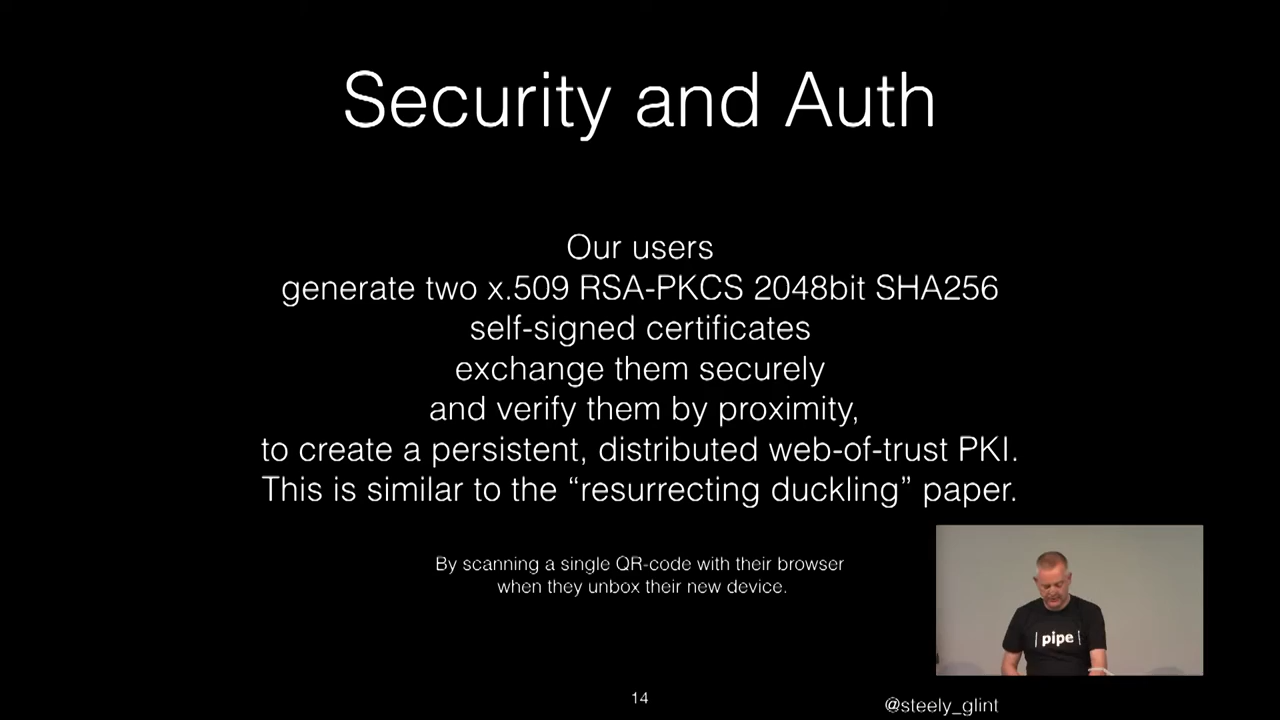 Security and Auth
Our users
generate two x.509 RSA-PKCS 2048bit SHA256
self-signed certificates
exchange them securely
and verify them by proximity,
to create a persistent, distributed web-of-trust PKI.
This is similar to the “resurrecting duckling” paper.
By scanning a single QR-code with their browser
when they unbox their new device.
| pipe |
14
@steely_glint